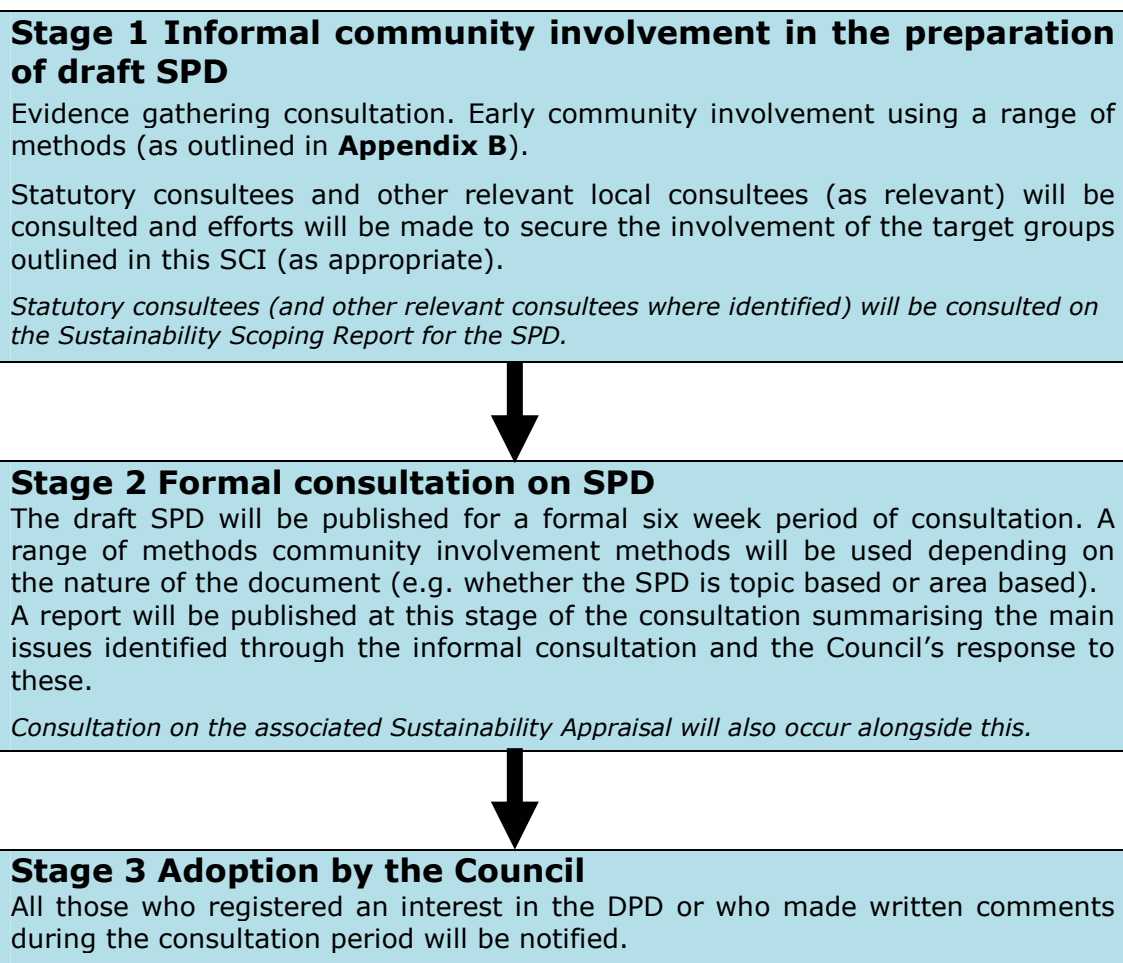 Stage 1 Informal community involvement in the preparation
of draft SPD
Evidence gathering consultation. Early community involvement using a range of
methods (as outlined in Appendix B).
Statutory consultees and other relevant local consultees (as relevant) will be
consulted and efforts will be made to secure the involvement of the target groups
outlined in this SCI (as appropriate).
Statutory consultees (and other relevant consultees where identified) will be consulted on
the Sustainability Scoping Report for the SPD.
Stage 2 Formal consultation on SPD
The draft SPD will be published for a formal six week period of consultation. A
range of methods community involvement methods will be used depending on
the nature of the document (e.g. whether the SPD is topic based or area based).
A report will be published at this stage of the consultation summarising the main
issues identified through the informal consultation and the Council’s response to
these.
Consultation on the associated Sustainability Appraisal will also occur alongside this.
Stage 3 Adoption by the Council
All those who registered an interest in the DPD or who made written comments
during the consultation period will be notified.